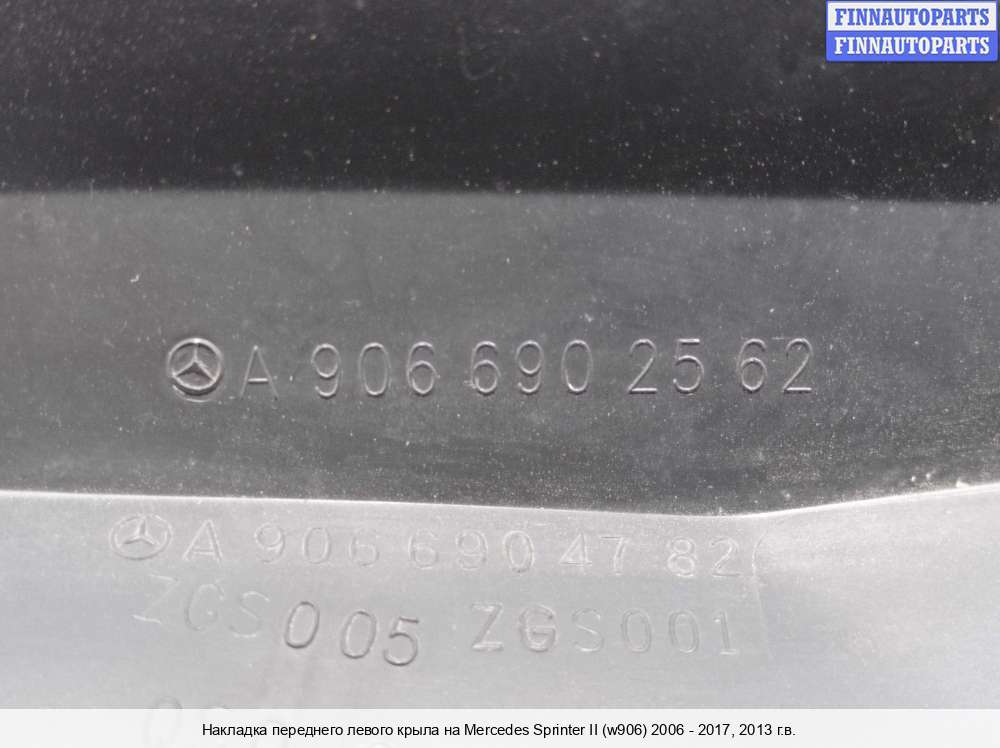 FINNAUTOPARTS
FINNAUTOPARTS
A 906 690 25 62
A 906 690 47 82
ZGS005 ZGS001
Накладка переднего левого крыла на Mercedes Sprinter II (w906) 2006 - 2017, 2013 г.в.